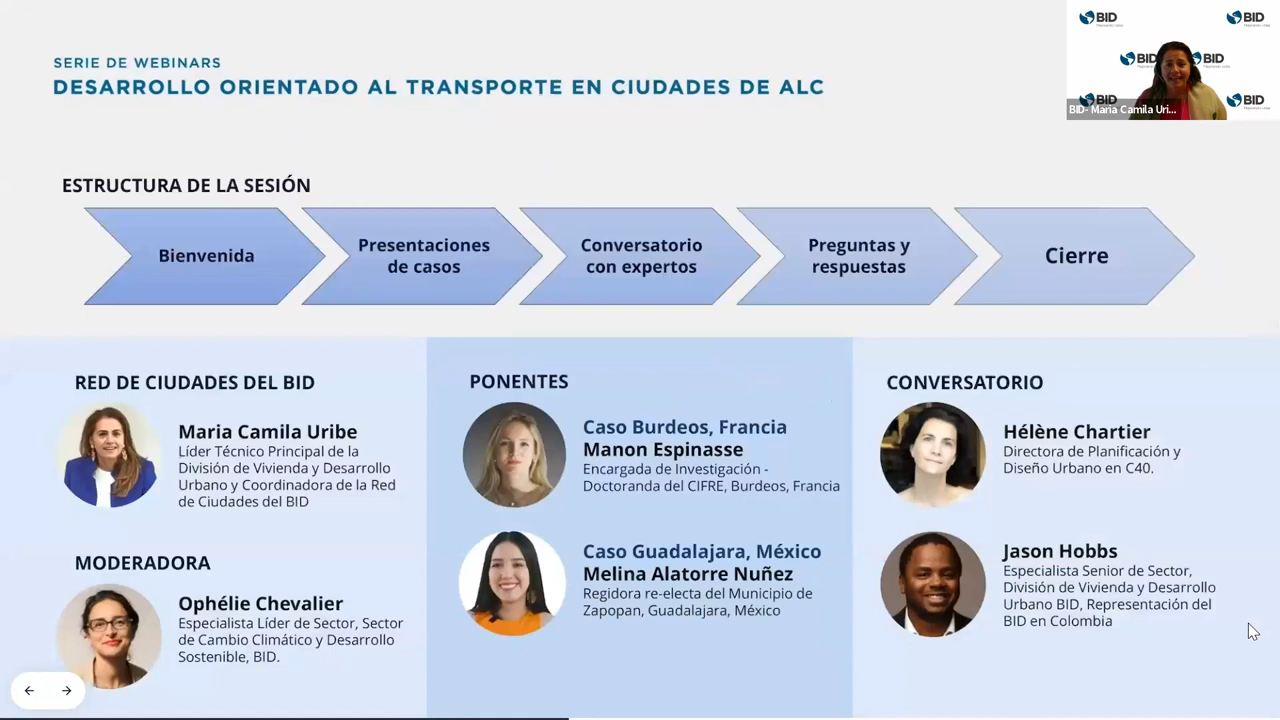 SERIE DE WEBINARS
DESARROLLO ORIENTADO AL TRANSPORTE EN CIUDADES DE ALC
BID
BID
BID
BID
BID
BID
BID- Maria Camila Uri...
ESTRUCTURA DE LA SESIÓN
Bienvenida
Presentaciones
de casos
Conversatorio
con expertos
Preguntas y
respuestas
Cierre
RED DE CIUDADES DEL BID
Maria Camila Uribe
Líder Técnico Principal de la
División de Vivienda y Desarrollo
Urbano y Coordinadora de la Red
de Ciudades del BID
MODERADORA
Ophélie Chevalier
Especialista Líder de Sector, Sector
de Cambio Climático y Desarrollo
Sostenible, BID.
PONENTES
Caso Burdeos, Francia
Manon Espinasse
Encargada de Investigación -
Doctoranda del CIFRE, Burdeos, Francia
Caso Guadalajara, México
Melina Alatorre Nuñez
Regidora re-electa del Municipio de
Zapopan, Guadalajara, México
CONVERSATORIO
Hélène Chartier
Directora de Planificación y
Diseño Urbano en C40.
Jason Hobbs
Especialista Senior de Sector,
División de Vivienda y Desarrollo
Urbano BID, Representación del
BID en Colombia